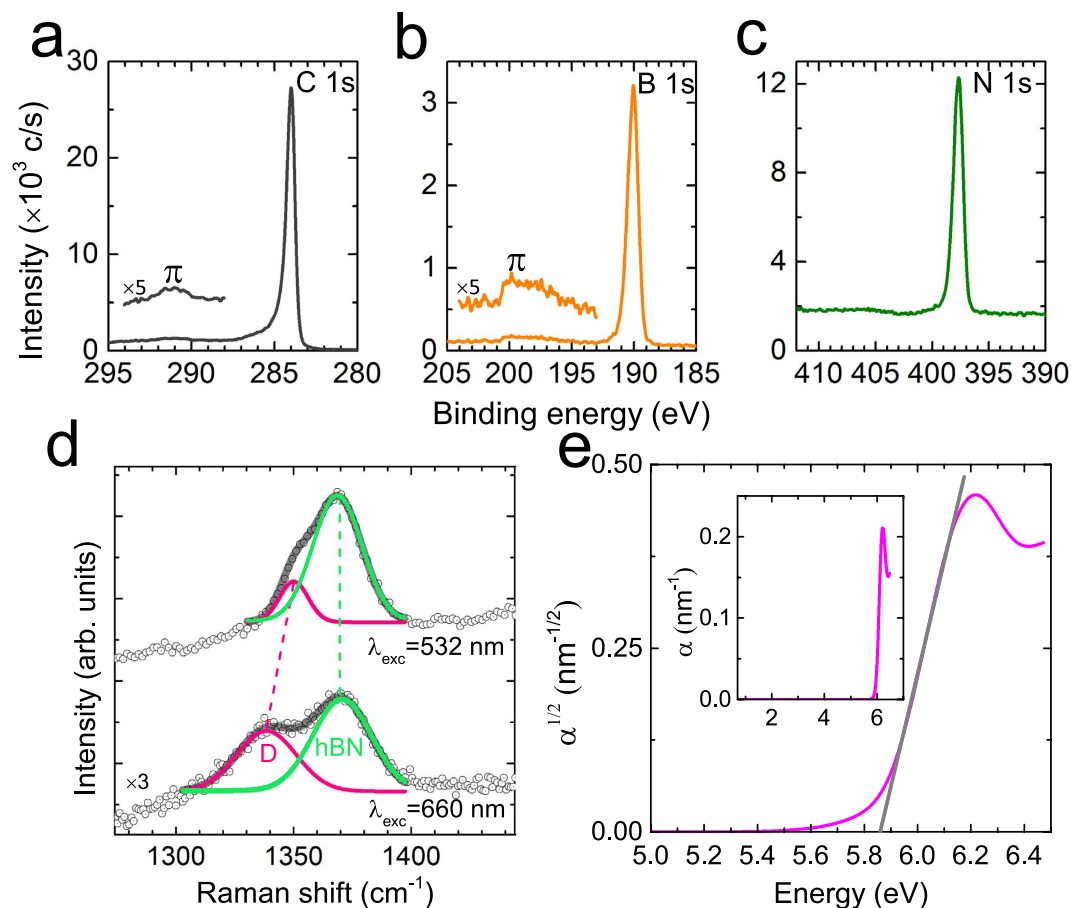 a
b
c
30
20
10
0
C 1s
×5
π
295
290
284
280
3
2
1
0
B 1s
×5
π
205
200
195
190
185
12
9
6
3
0
N 1s
410
405
400
395
390
Intensity (×10³ c/s)
Binding energy (eV)
d
λexc=532 nm
D
hBN
×3
λexc=660 nm
1300
1350
1400
Intensity (arb. units)
Raman shift (cm⁻¹)
e
0.50
0.25
0.00
α^1/2 (nm^-1/2)
0.2
0.1
0.0
α (nm⁻¹)
2
4
6
5.0
5.2
5.4
5.6
5.8
6.0
6.2
6.4
Energy (eV)